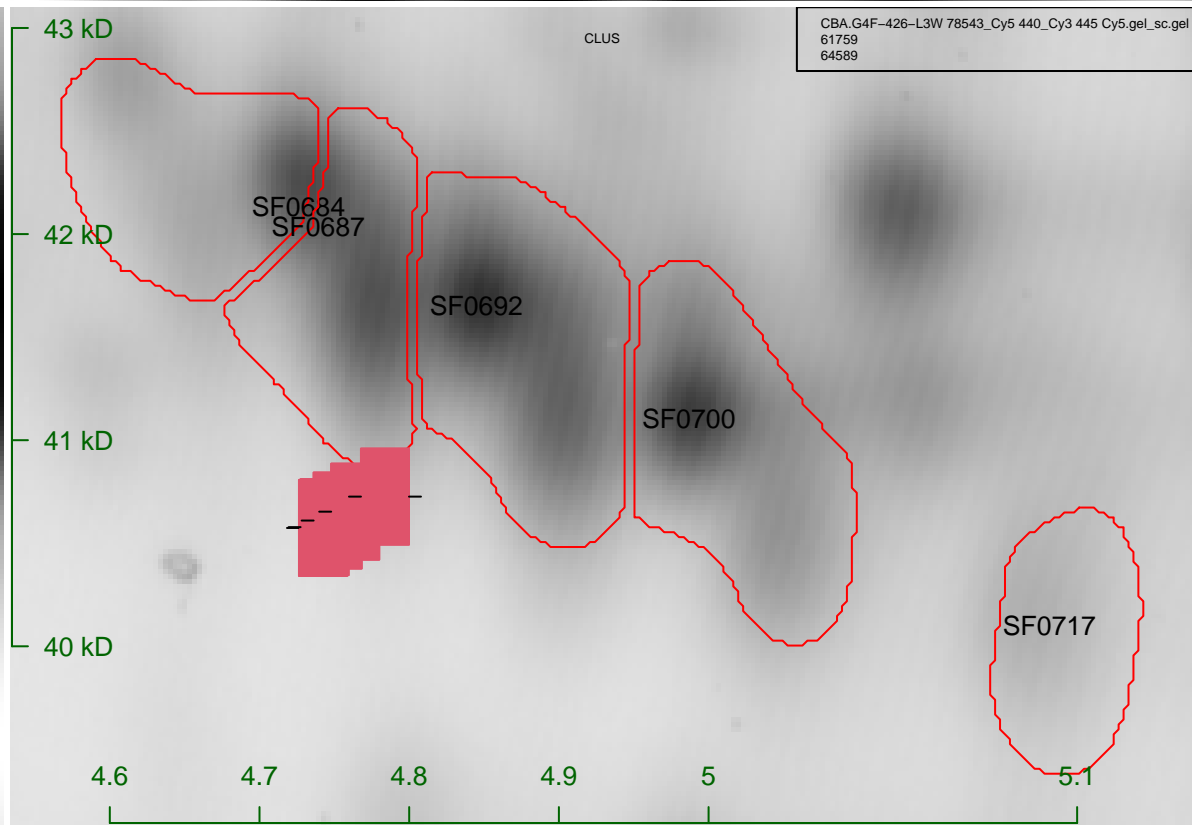 43 kD
CLUS
CBA.G4F–426–L3W 78543_Cy5 440_Cy3 445 Cy5.gel_sc.gel
61759
64589
SF0684
SF0687
42 kD
SF0692
SF0700
41 kD
SF0717
40 kD
4.6 4.7 4.8 4.9 5 5.1